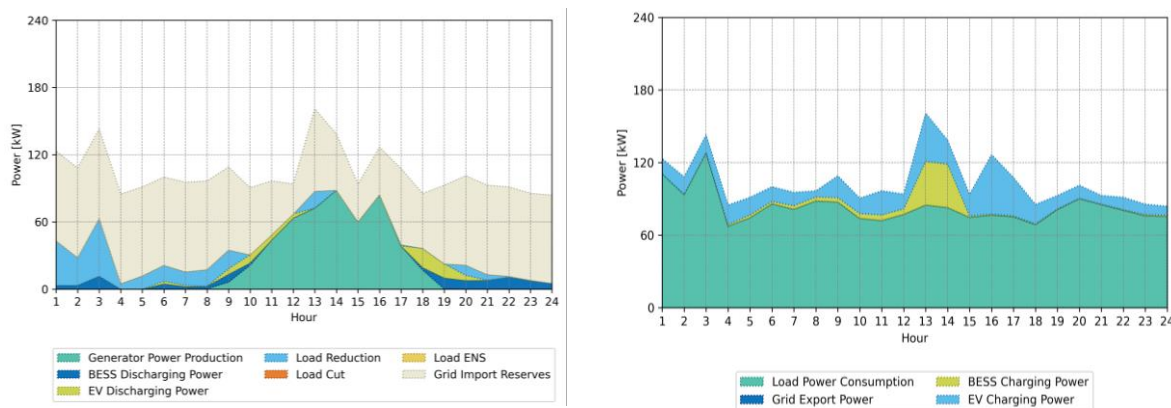 240
180
120
60
0
Power [kW]
1 2 3 4 5 6 7 8 9 10 11 12 13 14 15 16 17 18 19 20 21 22 23 24
Hour
Generator Power Production
BESS Discharging Power
EV Discharging Power
Load Reduction
Load Cut
Load ENS
Grid Import Reserves
240
180
120
60
0
Power [kW]
1 2 3 4 5 6 7 8 9 10 11 12 13 14 15 16 17 18 19 20 21 22 23 24
Hour
Load Power Consumption
Grid Export Power
BESS Charging Power
EV Charging Power